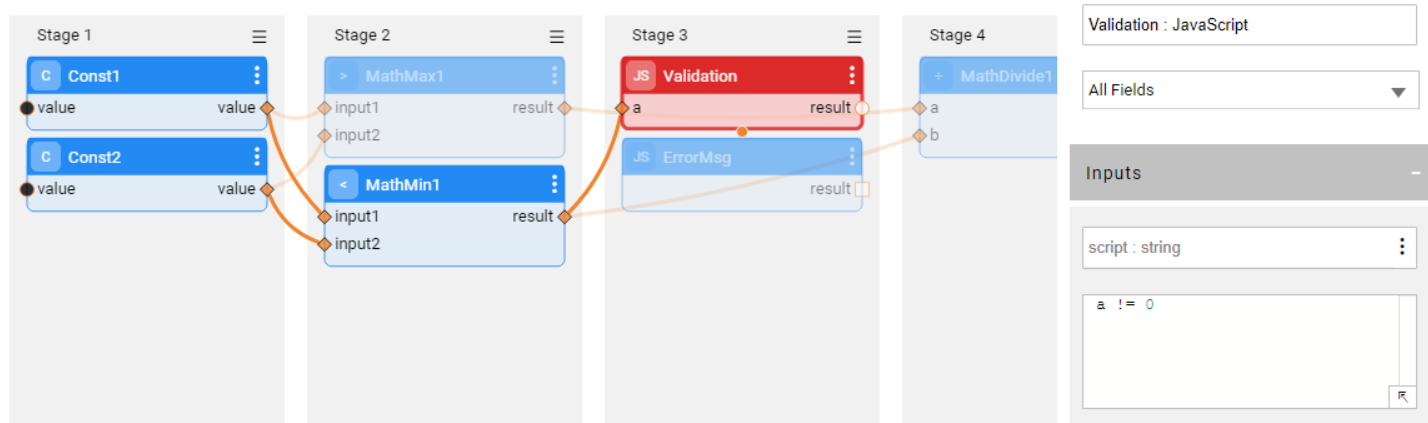 Stage 1
C Const1
value value
C Const2
value value
Stage 2
> MathMax1
input1 result
input2
< MathMin1
input1 result
input2
Stage 3
JS Validation
a result
JS ErrorMsg
result
Stage 4
÷ MathDivide1
a
b
Validation : JavaScript
All Fields
Inputs
script : string
a != 0